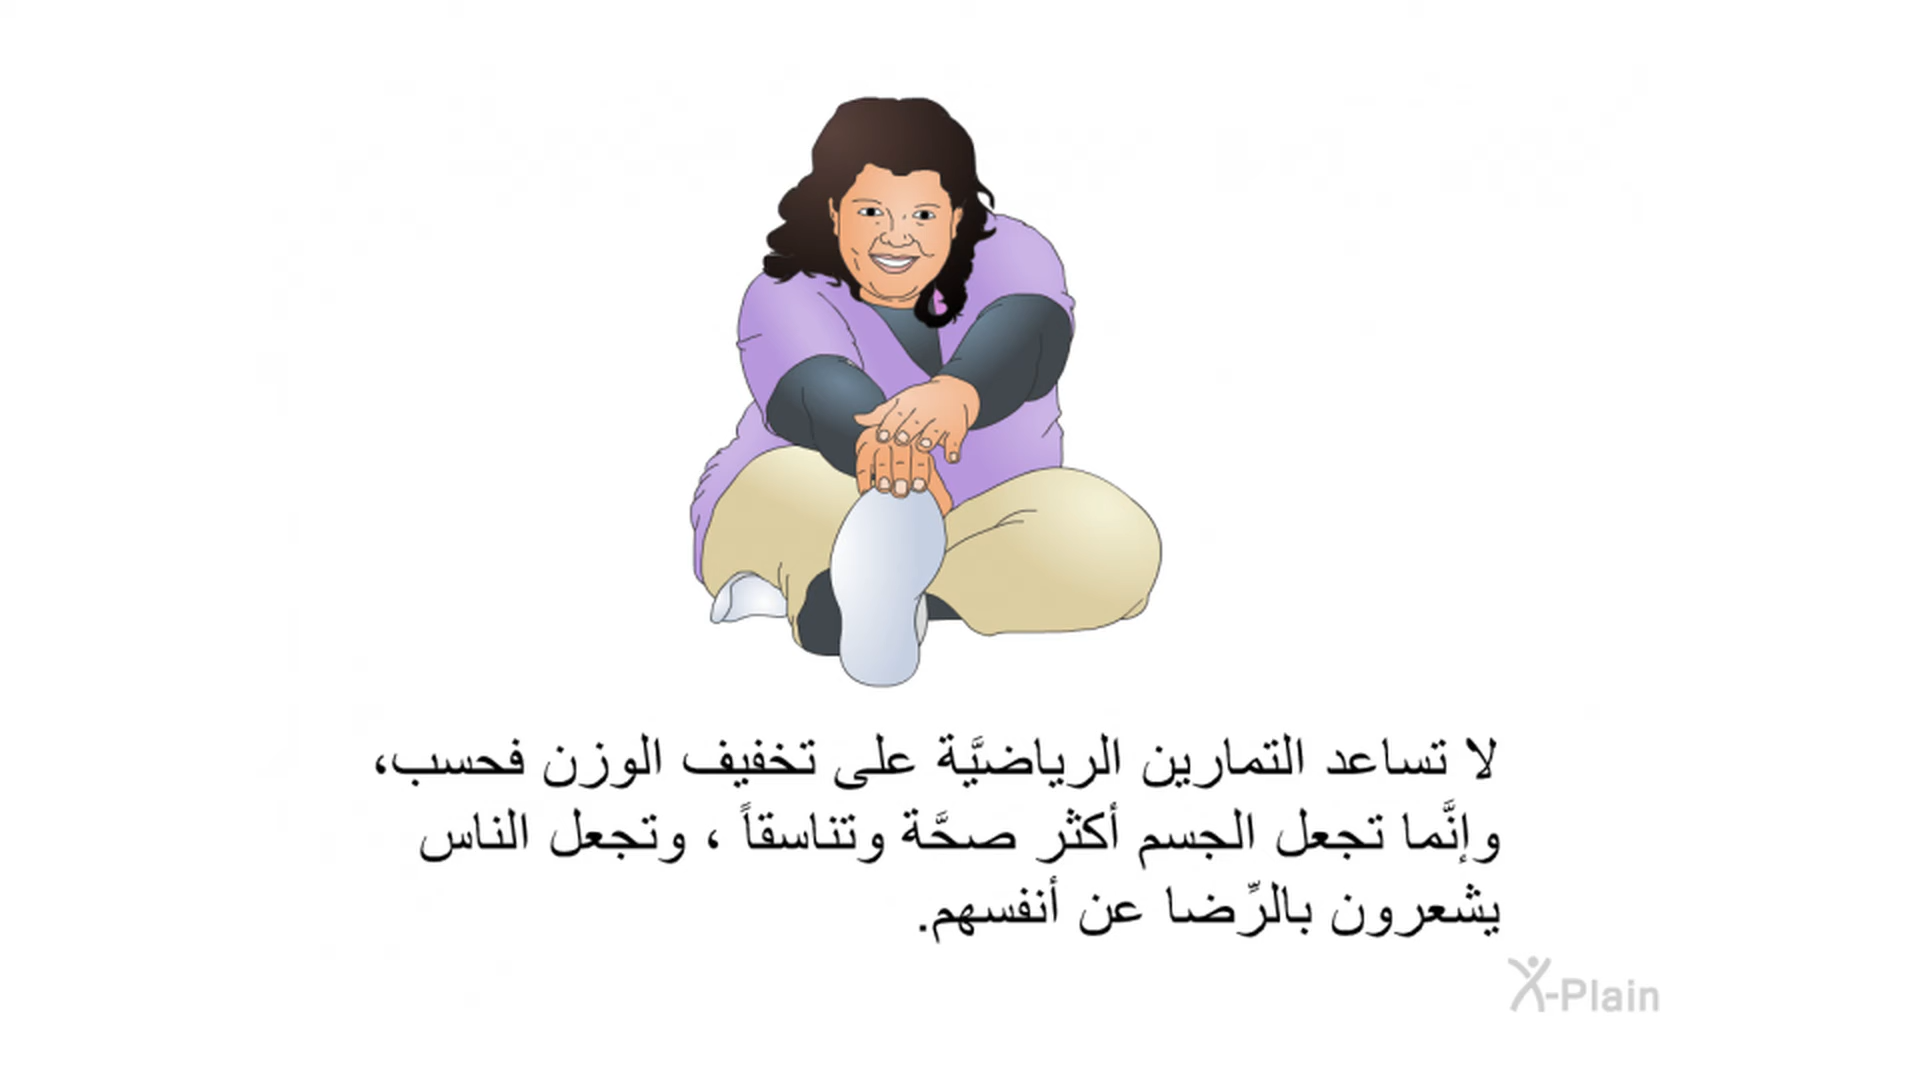 لا تساعد التمارين الرياضيَّة على تخفيف الوزن فحسب،
وإنَّما تجعل الجسم أكثر صحَّة وتناسقاً ، وتجعل الناس
يشعرون بالرِّضا عن أنفسهم.
X-Plain